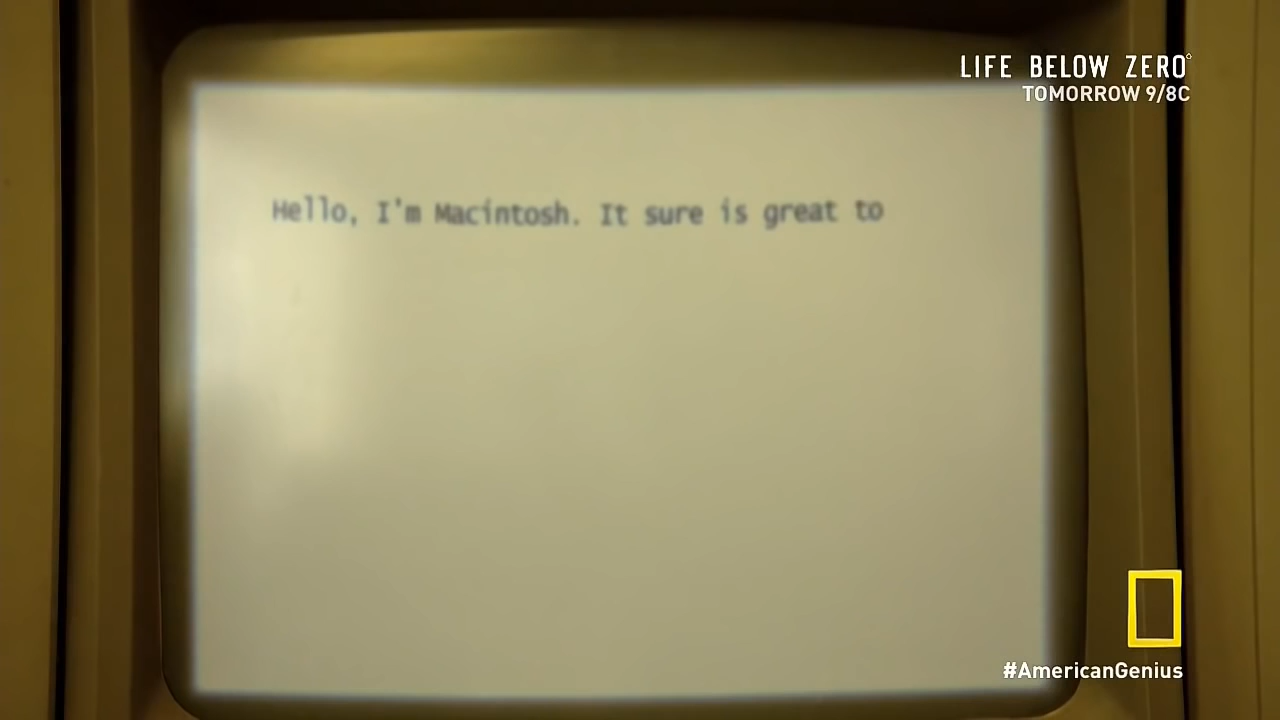 LIFE BELOW ZERO°
TOMORROW 9/8C
Hello, I'm Macintosh. It sure is great to
#AmericanGenius